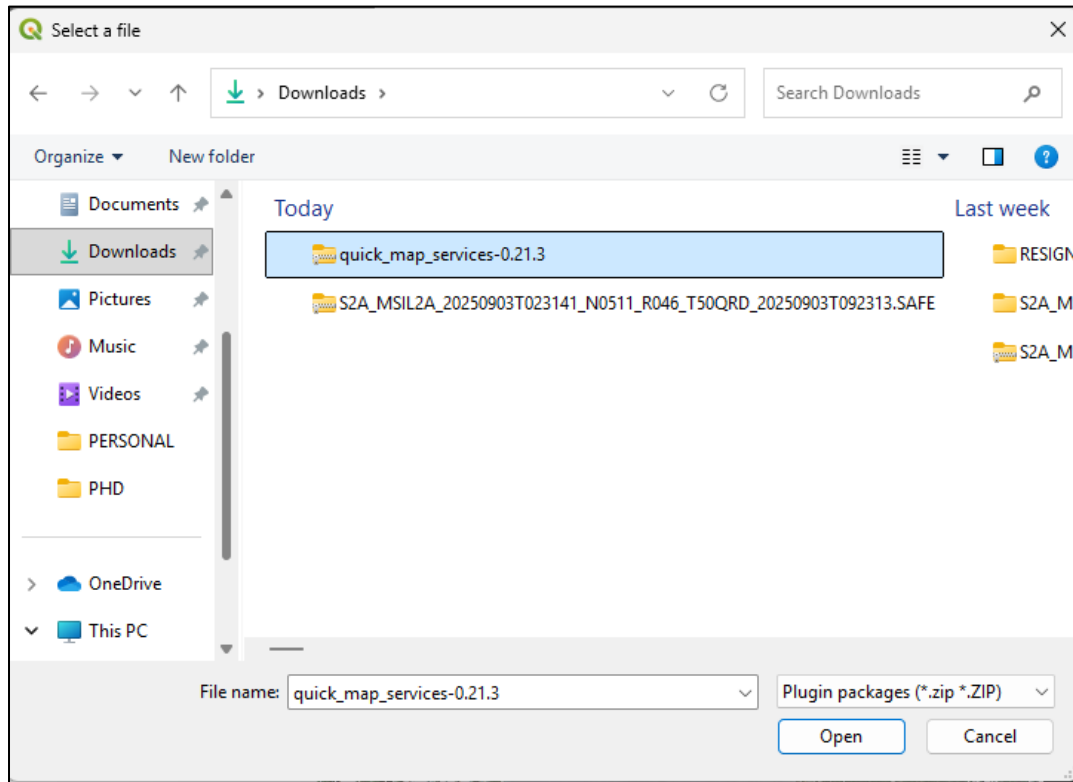 Select a file
Downloads
Search Downloads
Organize
New folder
Documents
Downloads
Pictures
Music
Videos
PERSONAL
PHD
OneDrive
This PC
Today
quick_map_services-0.21.3
S2A_MSIL2A_20250903T023141_N0511_R046_T50QRD_20250903T092313.SAFE
Last week
RESIGN
S2A_M
S2A_M
File name: quick_map_services-0.21.3
Plugin packages (*.zip *.ZIP)
Open Cancel